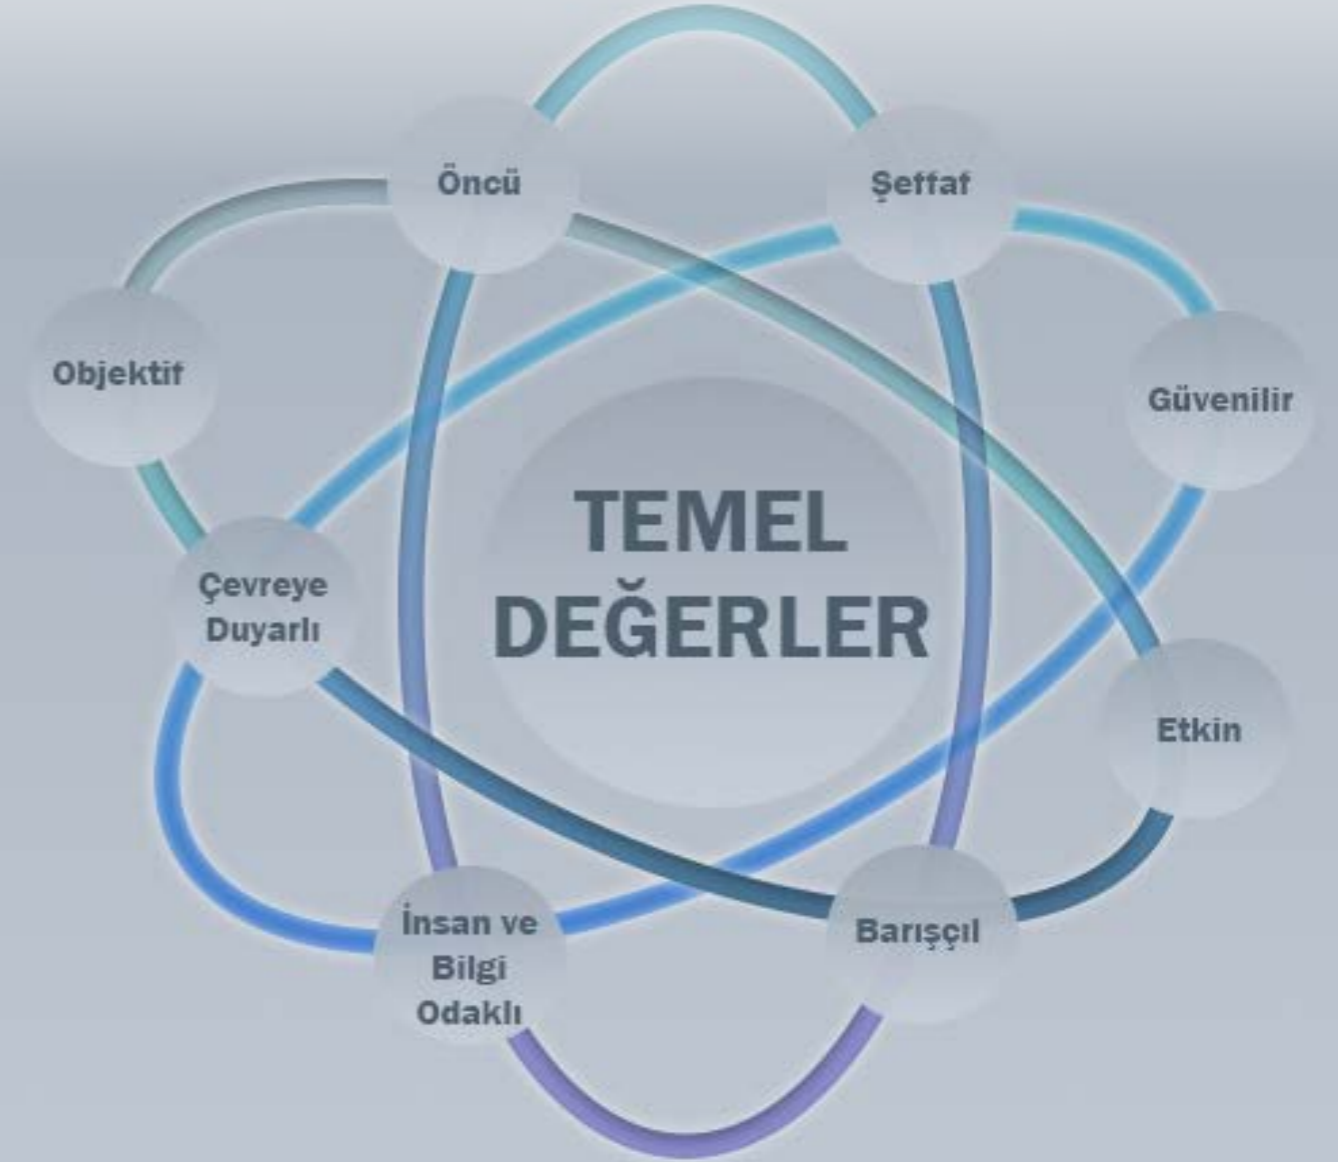 Öncü
Şeffaf
Objektif
Güvenilir
TEMEL
DEĞERLER
Çevreye
Duyarlı
Etkin
İnsan ve
Bilgi
Odaklı
Barışçıl